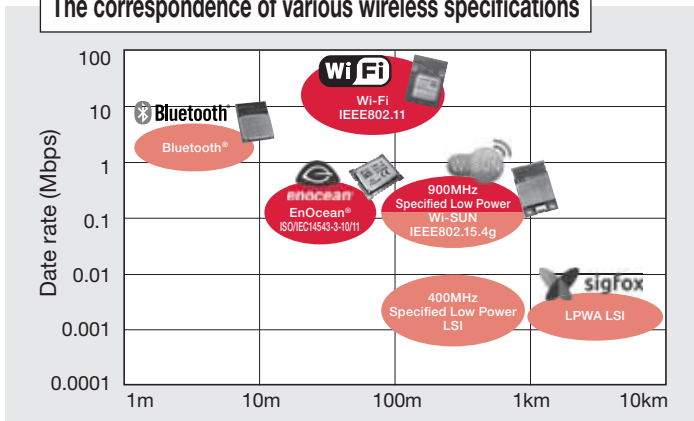 The correspondence of various wireless specifications
Date rate (Mbps)
100
10
1
0.1
0.01
0.001
0.0001
1m
10m
100m
1km
10km
Bluetooth®
Bluetooth®
Wi Fi
Wi-Fi
IEEE802.11
enocean®
EnOcean®
ISO/IEC14543-3-10/11
900MHz
Specified Low Power
Wi-SUN
IEEE802.15.4g
400MHz
Specified Low Power
LSI
sigfox
LPWA LSI